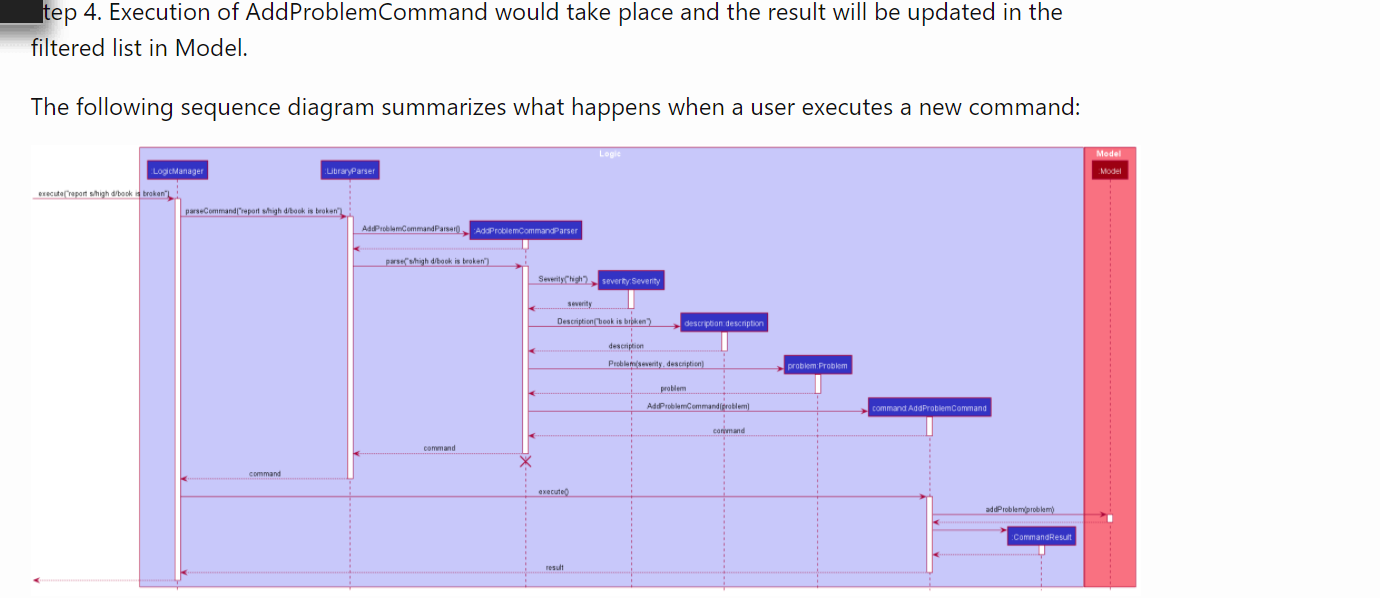 tep 4. Execution of AddProblemCommand would take place and the result will be updated in the
filtered list in Model.
The following sequence diagram summarizes what happens when a user executes a new command:
Logic
Model
:LogicManager
:LibraryParser
:Model
execute("report s/high d/book is broken")
parseCommand("report s/high d/book is broken")
AddProblemCommandParser()
:AddProblemCommandParser
parse("s/high d/book is broken")
Severity("high")
severity:Severity
severity
Description("book is broken")
description:description
description
Problem(severity, description)
problem:Problem
problem
AddProblemCommand(problem)
command:AddProblemCommand
command
command
command
execute()
addProblem(problem)
:CommandResult
result